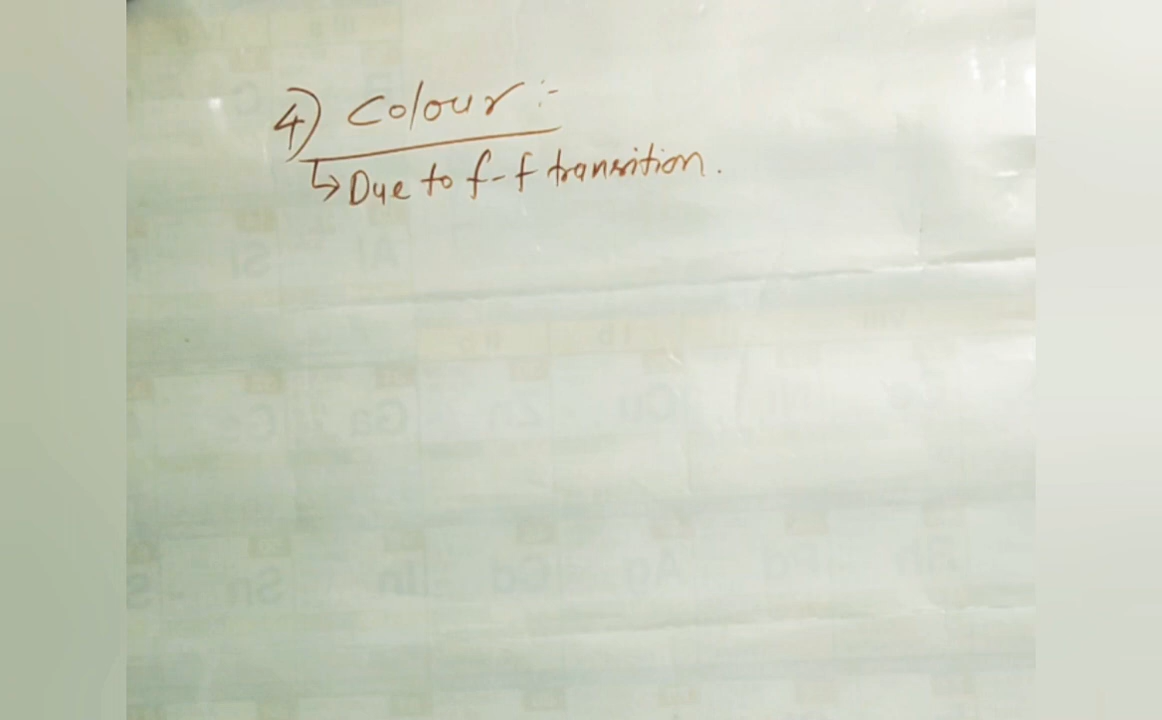 4) Colour :-
↳ Due to f-f transition.